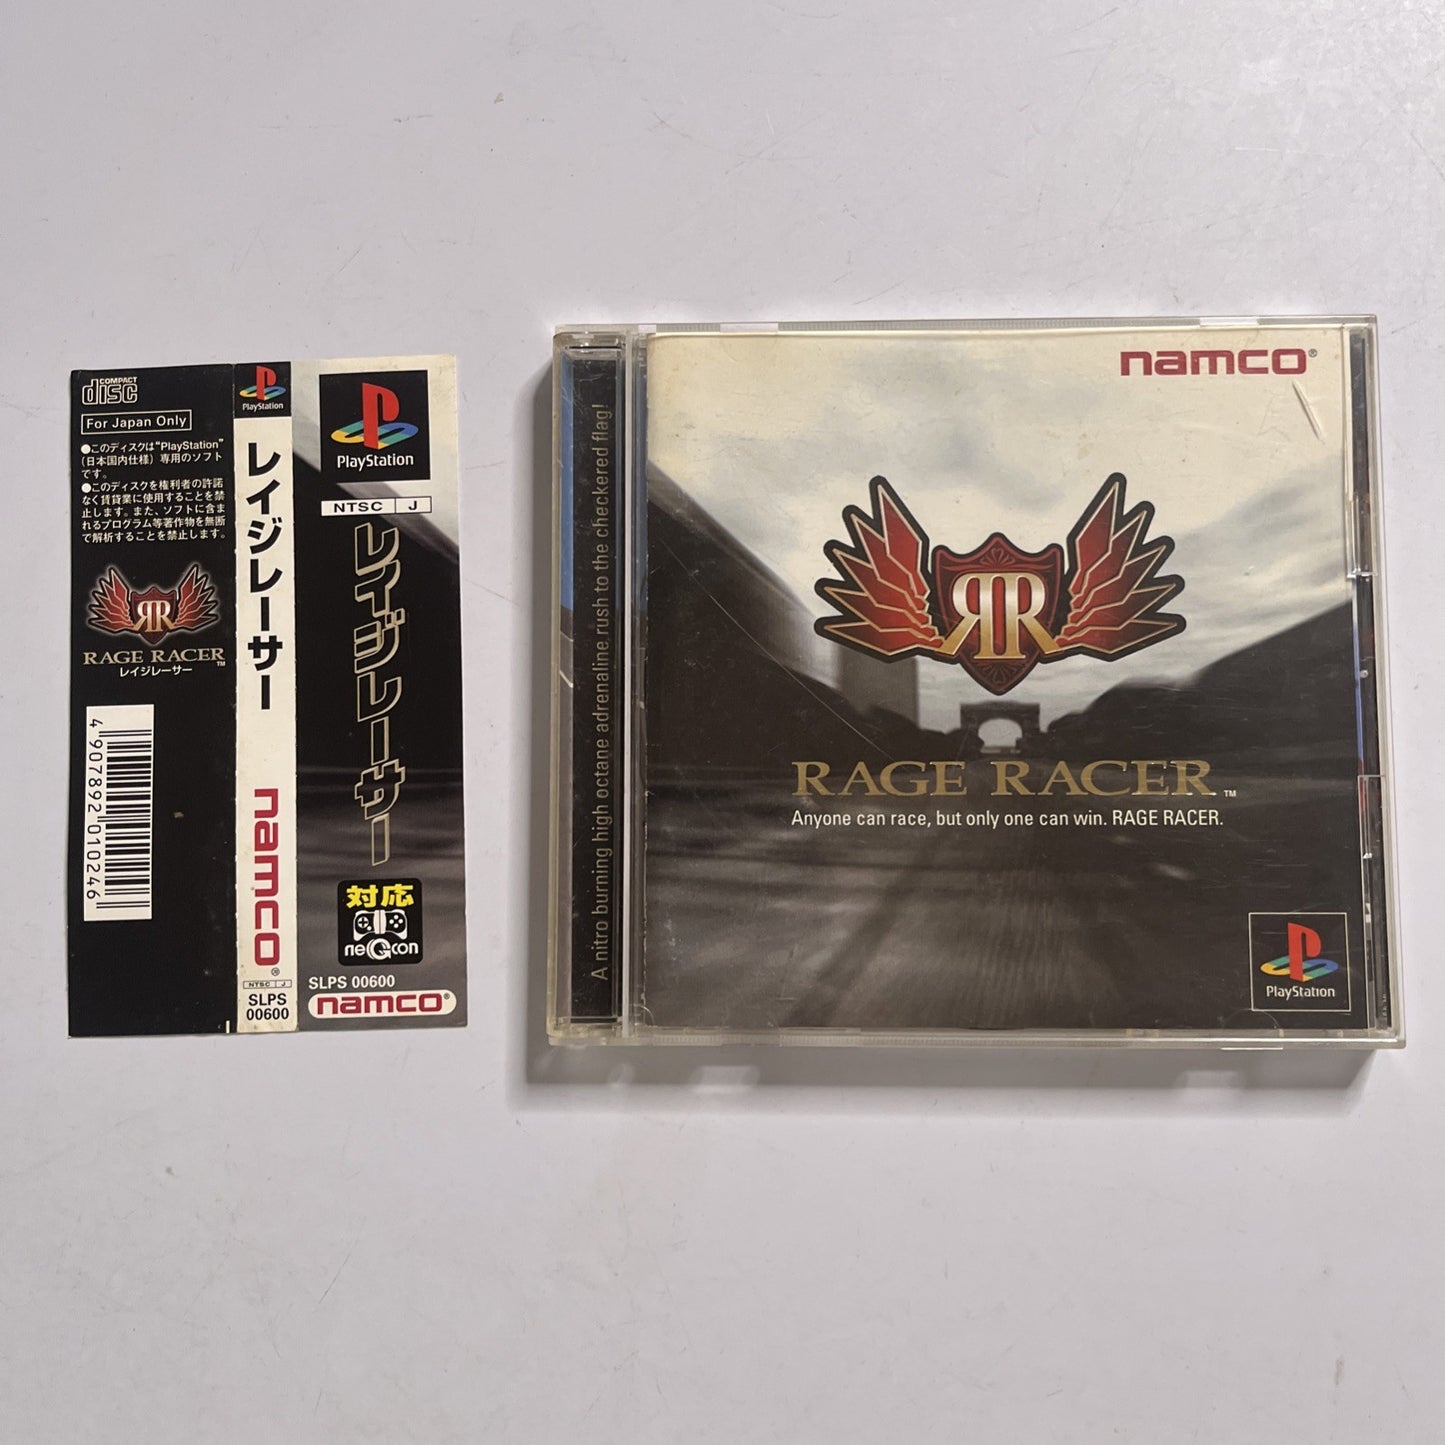 COMPACT
disc
For Japan Only
●このディスクは“PlayStation”
(日本国内仕様)専用のソフト
です。
●このディスクを権利者の許諾
なく賃貸業に使用することを禁
止します。また、ソフトに含ま
れるプログラム等著作物を無断
で解析することを禁止します。
RR
RAGE RACER™
レイジレーサー
4 907892 010246
PlayStation
レイジレーサー
namco®
NTSC J
SLPS
00600
PlayStation
NTSC J
レイジレーサー
対応
neGcon
SLPS 00600
namco®
A nitro burning high octane adrenaline rush to the checkered flag!
namco®
RR
RAGE RACER™
Anyone can race, but only one can win. RAGE RACER.
PlayStation